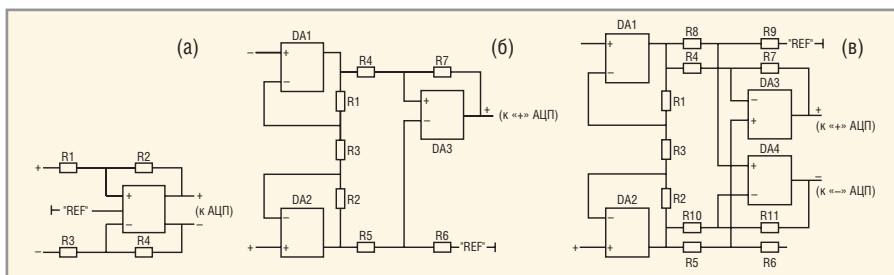 (а)
R1
R2
+
+
+
(к АЦП)
"REF"
−
−
−
R3
R4
(б)
DA1
−
+
−
R4
R7
R1
+
−
+
(к «+» АЦП)
DA3
R3
R2
DA2
−
+
+
R5
R6
"REF"
(в)
DA1
+
−
R8
R9
"REF"
R4
R7
DA3
R1
−
+
+
(к «+» АЦП)
DA4
R3
+
−
−
(к «–» АЦП)
R2
DA2
−
+
+
R10
R11
R5
R6